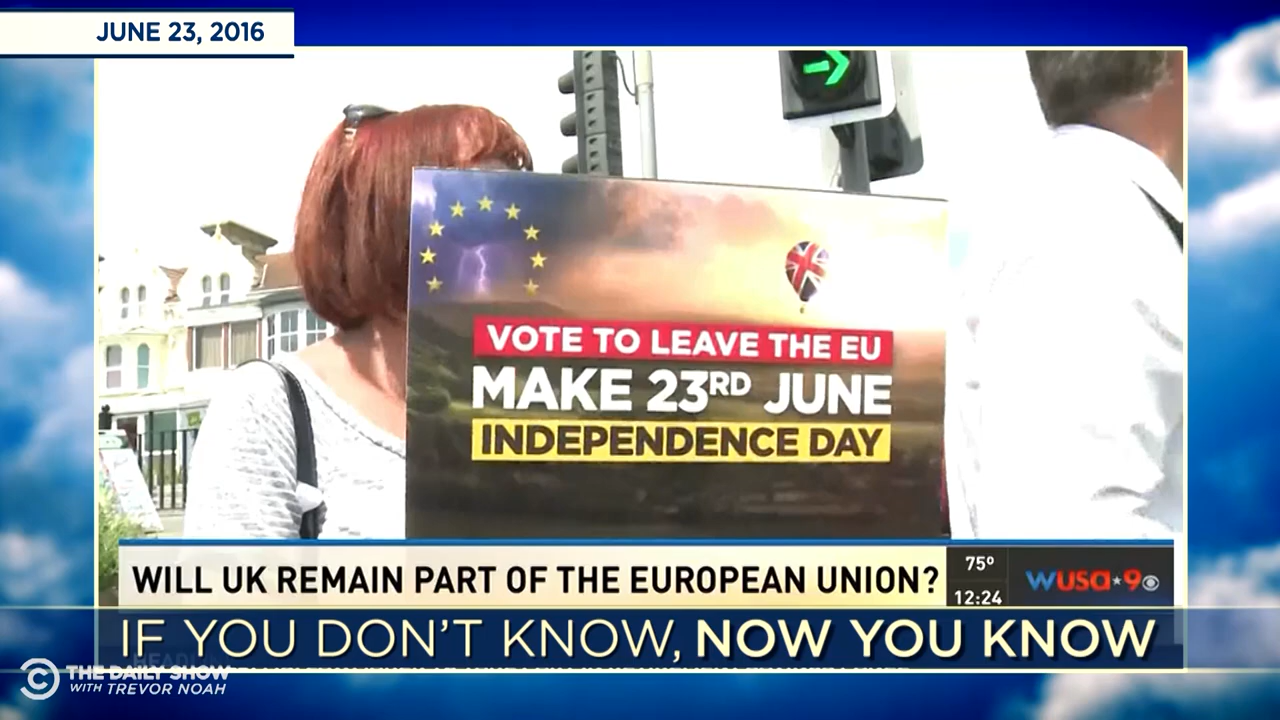 JUNE 23, 2016
VOTE TO LEAVE THE EU
MAKE 23RD JUNE
INDEPENDENCE DAY
WILL UK REMAIN PART OF THE EUROPEAN UNION?
75º
12:24
WUSA★9
IF YOU DON'T KNOW, NOW YOU KNOW
THE DAILY SHOW
WITH TREVOR NOAH